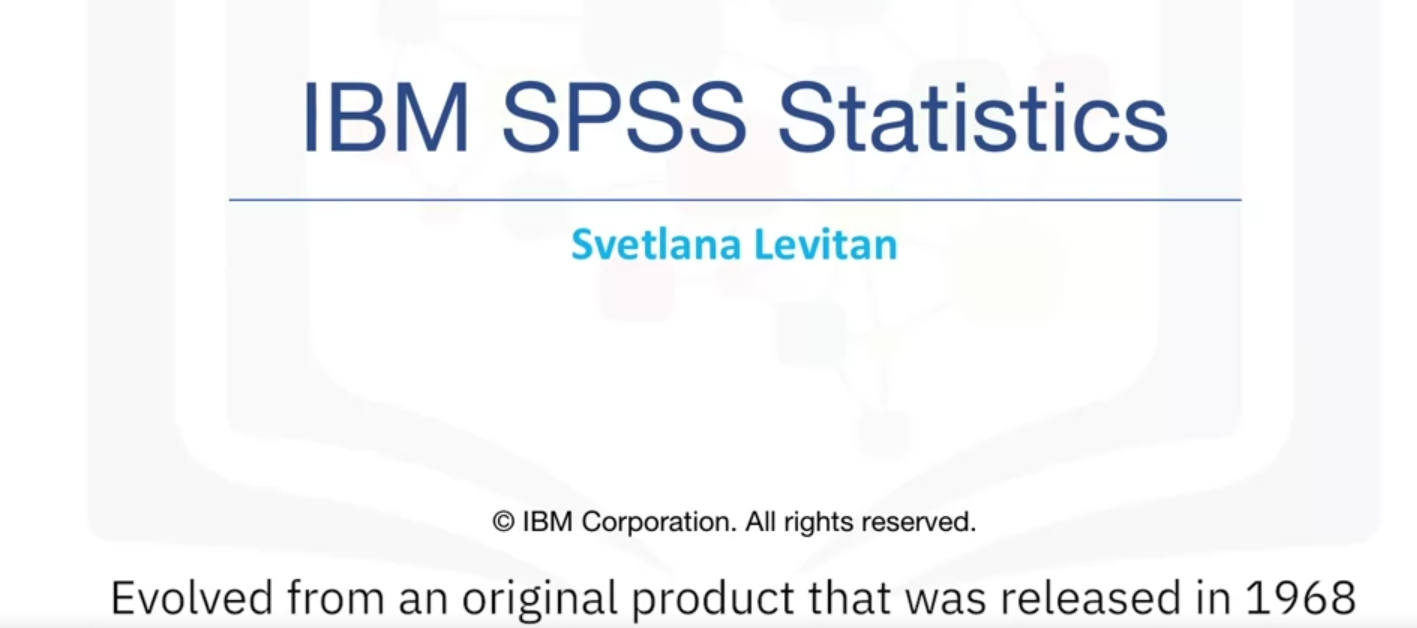 IBM SPSS Statistics
Svetlana Levitan
© IBM Corporation. All rights reserved.
Evolved from an original product that was released in 1968